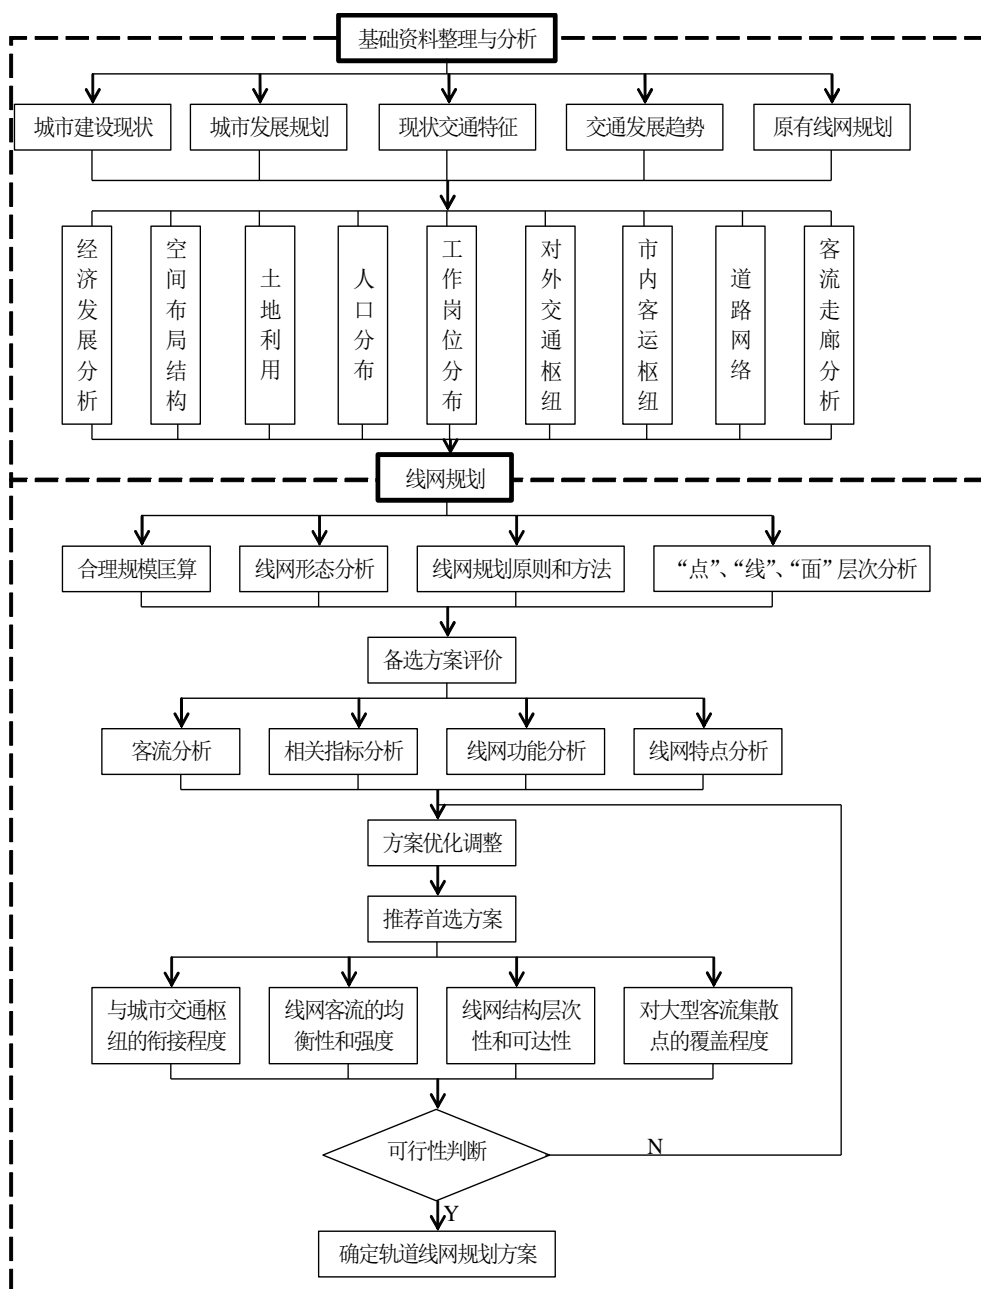 基础资料整理与分析
城市建设现状
城市发展规划
现状交通特征
交通发展趋势
原有线网规划
经济发展分析
空间布局结构
土地利用
人口分布
工作岗位分布
对外交通枢纽
市内客运枢纽
道路网络
客流走廊分析
线网规划
合理规模匡算
线网形态分析
线网规划原则和方法
“点”、“线”、“面”层次分析
备选方案评价
客流分析
相关指标分析
线网功能分析
线网特点分析
方案优化调整
推荐首选方案
与城市交通枢
纽的衔接程度
线网客流的均
衡性和强度
线网结构层次
性和可达性
对大型客流集散
点的覆盖程度
可行性判断
N
Y
确定轨道线网规划方案